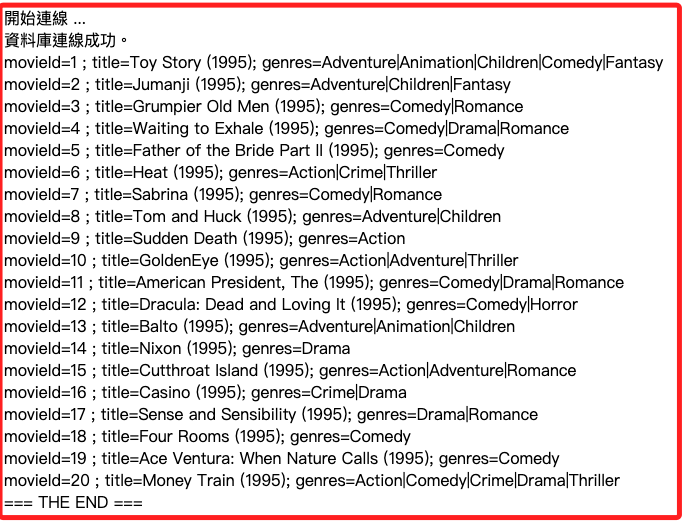 開始連線 ...
資料庫連線成功。
movieId=1 ; title=Toy Story (1995); genres=Adventure|Animation|Children|Comedy|Fantasy
movieId=2 ; title=Jumanji (1995); genres=Adventure|Children|Fantasy
movieId=3 ; title=Grumpier Old Men (1995); genres=Comedy|Romance
movieId=4 ; title=Waiting to Exhale (1995); genres=Comedy|Drama|Romance
movieId=5 ; title=Father of the Bride Part II (1995); genres=Comedy
movieId=6 ; title=Heat (1995); genres=Action|Crime|Thriller
movieId=7 ; title=Sabrina (1995); genres=Comedy|Romance
movieId=8 ; title=Tom and Huck (1995); genres=Adventure|Children
movieId=9 ; title=Sudden Death (1995); genres=Action
movieId=10 ; title=GoldenEye (1995); genres=Action|Adventure|Thriller
movieId=11 ; title=American President, The (1995); genres=Comedy|Drama|Romance
movieId=12 ; title=Dracula: Dead and Loving It (1995); genres=Comedy|Horror
movieId=13 ; title=Balto (1995); genres=Adventure|Animation|Children
movieId=14 ; title=Nixon (1995); genres=Drama
movieId=15 ; title=Cutthroat Island (1995); genres=Action|Adventure|Romance
movieId=16 ; title=Casino (1995); genres=Crime|Drama
movieId=17 ; title=Sense and Sensibility (1995); genres=Drama|Romance
movieId=18 ; title=Four Rooms (1995); genres=Comedy
movieId=19 ; title=Ace Ventura: When Nature Calls (1995); genres=Comedy
movieId=20 ; title=Money Train (1995); genres=Action|Comedy|Crime|Drama|Thriller
=== THE END ===